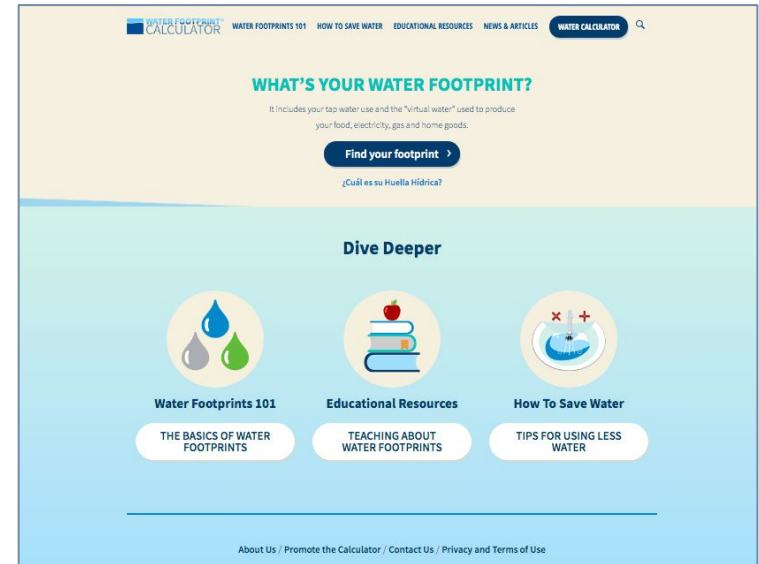 WATER FOOTPRINT
CALCULATOR
WATER FOOTPRINTS 101 HOW TO SAVE WATER EDUCATIONAL RESOURCES NEWS & ARTICLES WATER CALCULATOR
WHAT'S YOUR WATER FOOTPRINT?
It includes your tap water use and the "virtual water" used to produce
your food, electricity, gas and home goods.
Find your footprint >
¿Cuál es su Huella Hídrica?
Dive Deeper
Water Footprints 101 Educational Resources How To Save Water
THE BASICS OF WATER
FOOTPRINTS
TEACHING ABOUT
WATER FOOTPRINTS
TIPS FOR USING LESS
WATER
About Us / Promote the Calculator / Contact Us / Privacy and Terms of Use